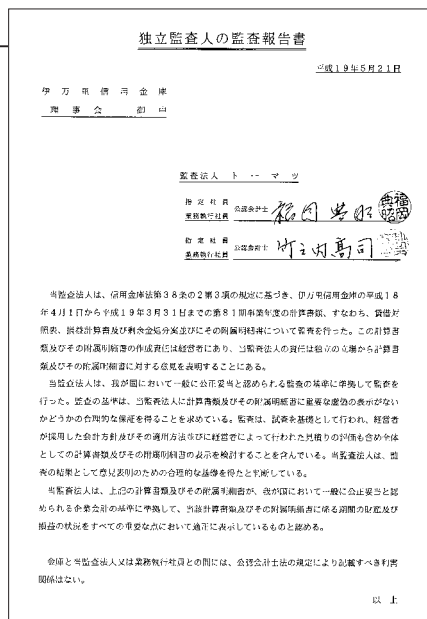 独立監査人の監査報告書
平成19年5月21日
伊万里信用金庫
理事会 御中
監査法人 トーマツ
指定社員
業務執行社員 公認会計士 福岡典昭
指定社員
業務執行社員 公認会計士 竹之内髙司
当監査法人は、信用金庫法第38条の2第3項の規定に基づき、伊万里信用金庫の平成18
年4月1日から平成19年3月31日までの第81期事業年度の計算書類、すなわち、貸借対
照表、損益計算書及び剰余金処分案並びにその附属明細書について監査を行った。この計算書
類及びその附属明細書の作成責任は経営者にあり、当監査法人の責任は独立の立場から計算書
類及びその附属明細書に対する意見を表明することにある。
当監査法人は、我が国において一般に公正妥当と認められる監査の基準に準拠して監査を
行った。監査の基準は、当監査法人に計算書類及びその附属明細書に重要な虚偽の表示がない
かどうかの合理的な保証を得ることを求めている。監査は、試査を基礎として行われ、経営者
が採用した会計方針及びその適用方法並びに経営者によって行われた見積りの評価も含め全体
としての計算書類及びその附属明細書の表示を検討することを含んでいる。当監査法人は、監
査の結果として意見表明のための合理的な基礎を得たと判断している。
当監査法人は、上記の計算書類及びその附属明細書が、我が国において一般に公正妥当と認
められる企業会計の基準に準拠して、当該計算書類及びその附属明細書に係る期間の財産及び
損益の状況をすべての重要な点において適正に表示しているものと認める。
金庫と当監査法人又は業務執行社員との間には、公認会計士法の規定により記載すべき利害
関係はない。
以上